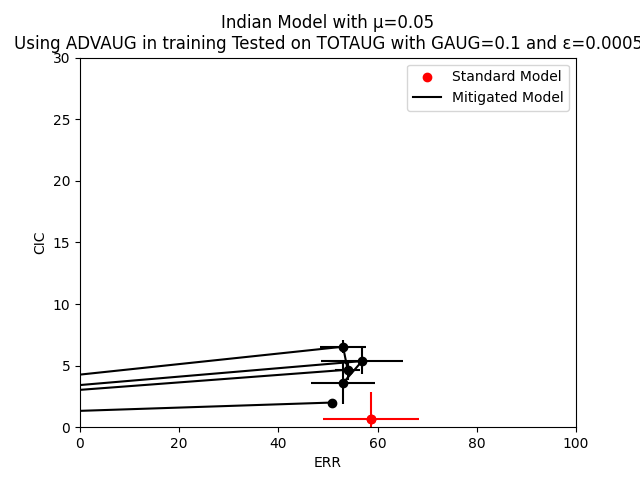 Indian Model with μ=0.05
Using ADVAUG in training Tested on TOTAUG with GAUG=0.1 and ε=0.0005
30
25
20
15
10
5
0
CIC
Standard Model
Mitigated Model
0 20 40 60 80 100
ERR